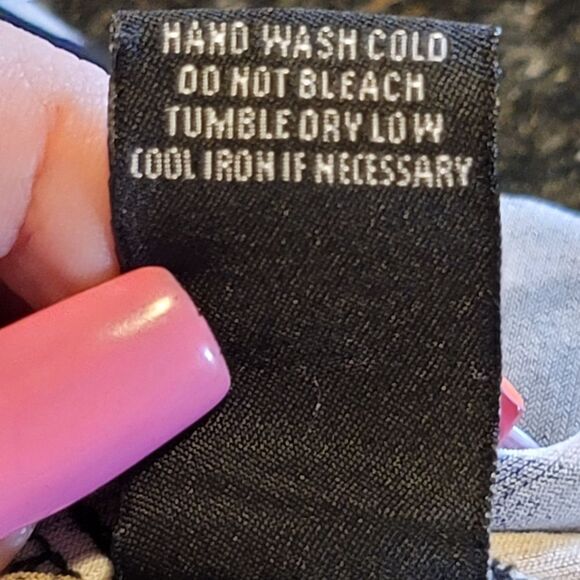 HAND WASH COLD
DO NOT BLEACH
TUMBLE DRY LOW
COOL IRON IF NECESSARY